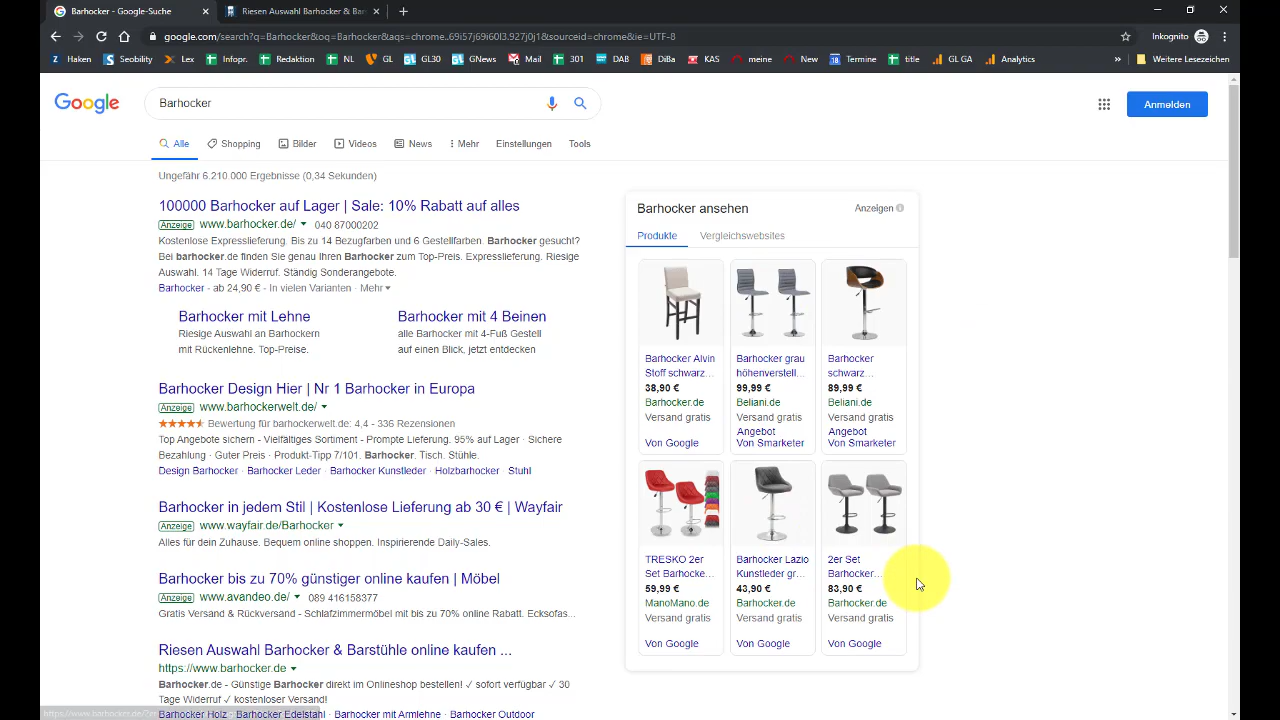 Barhocker - Google-Suche
Riesen Auswahl Barhocker & Bar
google.com/search?q=Barhocker&oq=Barhocker&aqs=chrome..69i57j69i60l3.927j0j1&sourceid=chrome&ie=UTF-8
Inkognito
Haken Seobility Lex Infopr. Redaktion NL GL GL30 GNews Mail 301 DAB DiBa KAS meine New Termine title GL GA Analytics » Weitere Lesezeichen
Google
Barhocker
Anmelden
Alle Shopping Bilder Videos News Mehr Einstellungen Tools
Ungefähr 6.210.000 Ergebnisse (0,34 Sekunden)
100000 Barhocker auf Lager | Sale: 10% Rabatt auf alles
Anzeige www.barhocker.de/ 040 87000202
Kostenlose Expresslieferung. Bis zu 14 Bezugfarben und 6 Gestellfarben. Barhocker gesucht?
Bei barhocker.de finden Sie genau Ihren Barhocker zum Top-Preis. Expresslieferung. Riesige
Auswahl. 14 Tage Widerruf. Ständig Sonderangebote.
Barhocker - ab 24,90 € - In vielen Varianten · Mehr
Barhocker mit Lehne
Riesige Auswahl an Barhockern
mit Rückenlehne. Top-Preise.
Barhocker mit 4 Beinen
alle Barhocker mit 4-Fuß Gestell
auf einen Blick, jetzt entdecken
Barhocker Design Hier | Nr 1 Barhocker in Europa
Anzeige www.barhockerwelt.de/
Bewertung für barhockerwelt.de: 4,4 - 336 Rezensionen
Top Angebote sichern - Vielfältiges Sortiment - Prompte Lieferung. 95% auf Lager · Sichere
Bezahlung · Guter Preis · Produkt-Tipp 7/101. Barhocker. Tisch. Stühle.
Design Barhocker · Barhocker Leder · Barhocker Kunstleder · Holzbarhocker · Stuhl
Barhocker in jedem Stil | Kostenlose Lieferung ab 30 € | Wayfair
Anzeige www.wayfair.de/Barhocker
Alles für dein Zuhause. Bequem online shoppen. Inspirierende Daily-Sales.
Barhocker bis zu 70% günstiger online kaufen | Möbel
Anzeige www.avandeo.de/ 089 416158377
Gratis Versand & Rückversand - Schlafzimmermöbel mit bis zu 70% online Rabatt. Ecksofas...
Riesen Auswahl Barhocker & Barstühle online kaufen ...
https://www.barhocker.de
Barhocker.de - Günstige Barhocker direkt im Onlineshop bestellen! ✓ sofort verfügbar ✓ 30
Tage Widerruf ✓ kostenloser Versand!
Barhocker Holz · Barhocker Edelstahl · Barhocker mit Armlehne · Barhocker Outdoor
Barhocker ansehen
Anzeigen
Produkte Vergleichswebsites
Barhocker Alvin
Stoff schwarz...
38,90 €
Barhocker.de
Versand gratis
Von Google
Barhocker grau
höhenverstell...
99,99 €
Beliani.de
Versand gratis
Angebot
Von Smarketer
Barhocker
schwarz...
89,99 €
Beliani.de
Versand gratis
Angebot
Von Smarketer
TRESKO 2er
Set Barhocke...
59,99 €
ManoMano.de
Versand gratis
Von Google
Barhocker Lazio
Kunstleder gr...
43,90 €
Barhocker.de
Versand gratis
Von Google
2er Set
Barhocker...
83,90 €
Barhocker.de
Versand gratis
Von Google